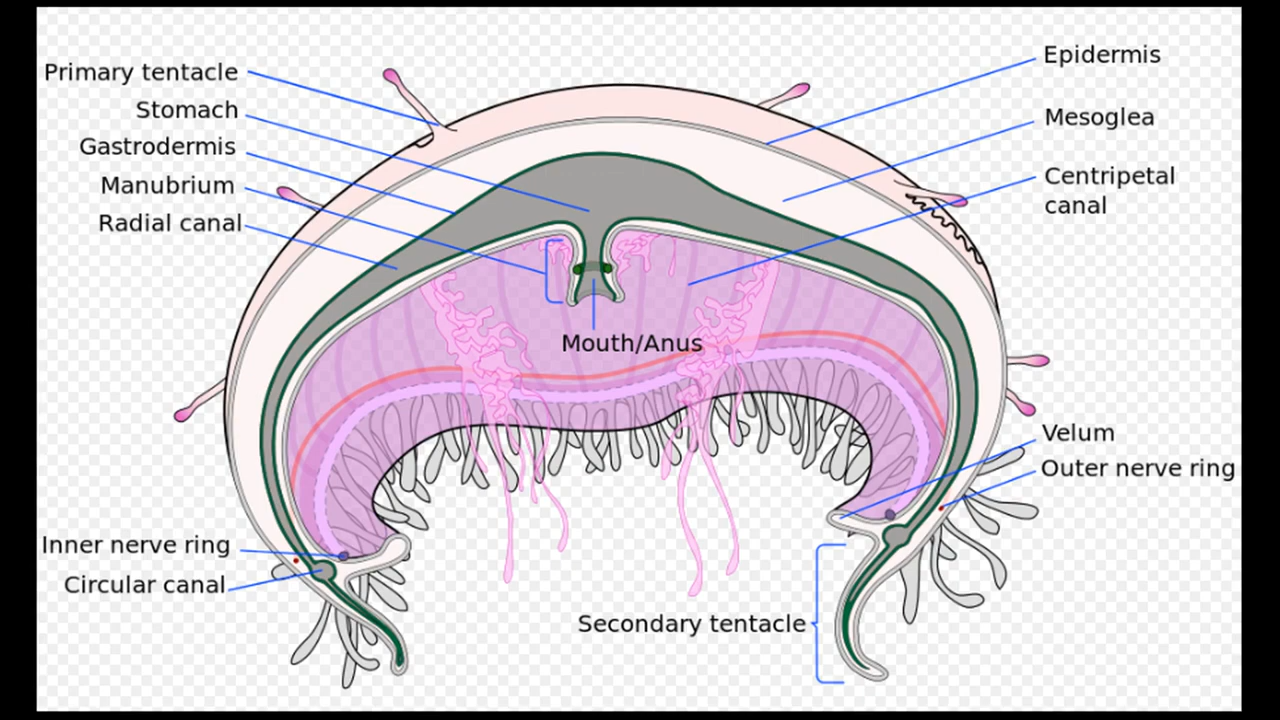 Primary tentacle
Stomach
Gastrodermis
Manubrium
Radial canal
Epidermis
Mesoglea
Centripetal
canal
Mouth/Anus
Velum
Outer nerve ring
Inner nerve ring
Circular canal
Secondary tentacle